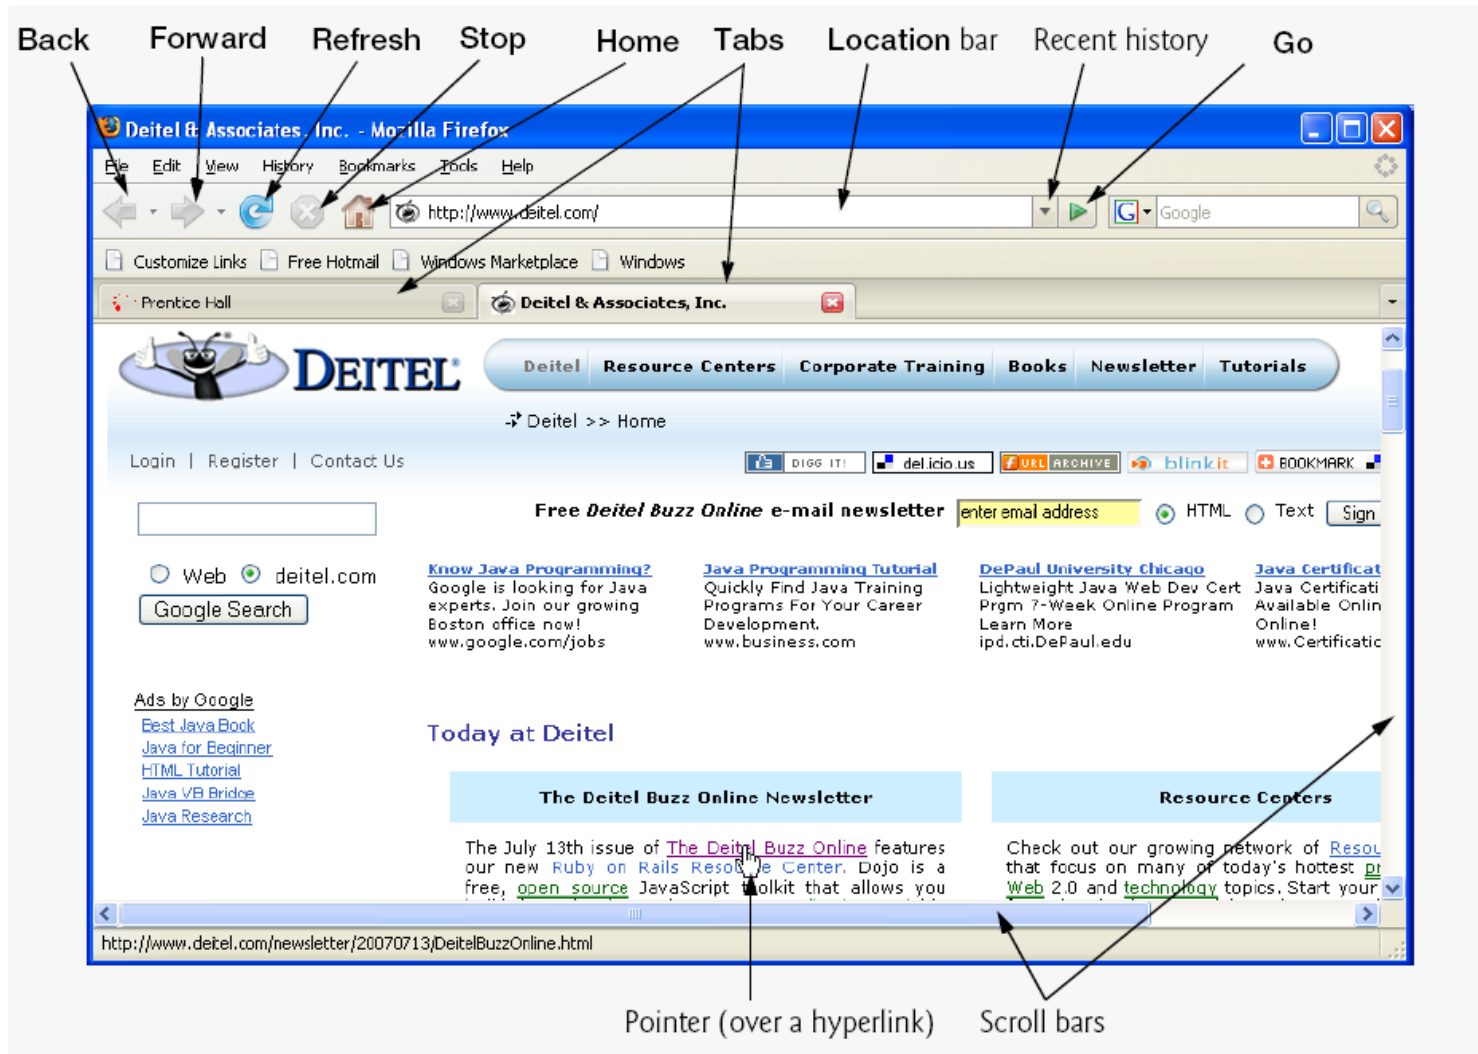 Back Forward Refresh Stop Home Tabs Location bar Recent history Go
Deitel & Associates, Inc. - Mozilla Firefox
File Edit View History Bookmarks Tools Help
http://www.deitel.com/ G Google
Customize Links Free Hotmail Windows Marketplace Windows
Prentice Hall Deitel & Associates, Inc.
DEITEL® Deitel Resource Centers Corporate Training Books Newsletter Tutorials
Deitel >> Home
Login | Register | Contact Us DIGG IT! del.icio.us URL ARCHIVE blinkit BOOKMARK
Free Deitel Buzz Online e-mail newsletter enter email address HTML Text Sign
Web deitel.com
Google Search
Know Java Programming?
Google is looking for Java
experts. Join our growing
Boston office now!
www.google.com/jobs
Java Programming Tutorial
Quickly Find Java Training
Programs For Your Career
Development.
www.business.com
DePaul University Chicago
Lightweight Java Web Dev Cert
Prgm 7-Week Online Program
Learn More
ipd.cti.DePaul.edu
Java Certificat
Java Certificati
Available Onlin
Online!
www.Certificatic
Ads by Google
Best Java Book
Java for Beginner
HTML Tutorial
Java VB Bridge
Java Research
Today at Deitel
The Deitel Buzz Online Newsletter
The July 13th issue of The Deitel Buzz Online features
our new Ruby on Rails Resource Center. Dojo is a
free, open source JavaScript toolkit that allows you
Resource Centers
Check out our growing network of Resou
that focus on many of today's hottest pr
Web 2.0 and technology topics. Start your
http://www.deitel.com/newsletter/20070713/DeitelBuzzOnline.html
Pointer (over a hyperlink) Scroll bars